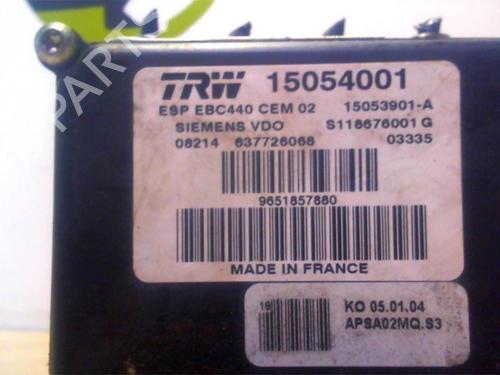 TRW 15054001
ESP EBC440 CEM 02 15053901-A
SIEMENS VDO S118676001 G
08214 637726068 03335
9651857880
MADE IN FRANCE
19 KO 05.01.04
APSA02MQ.S3